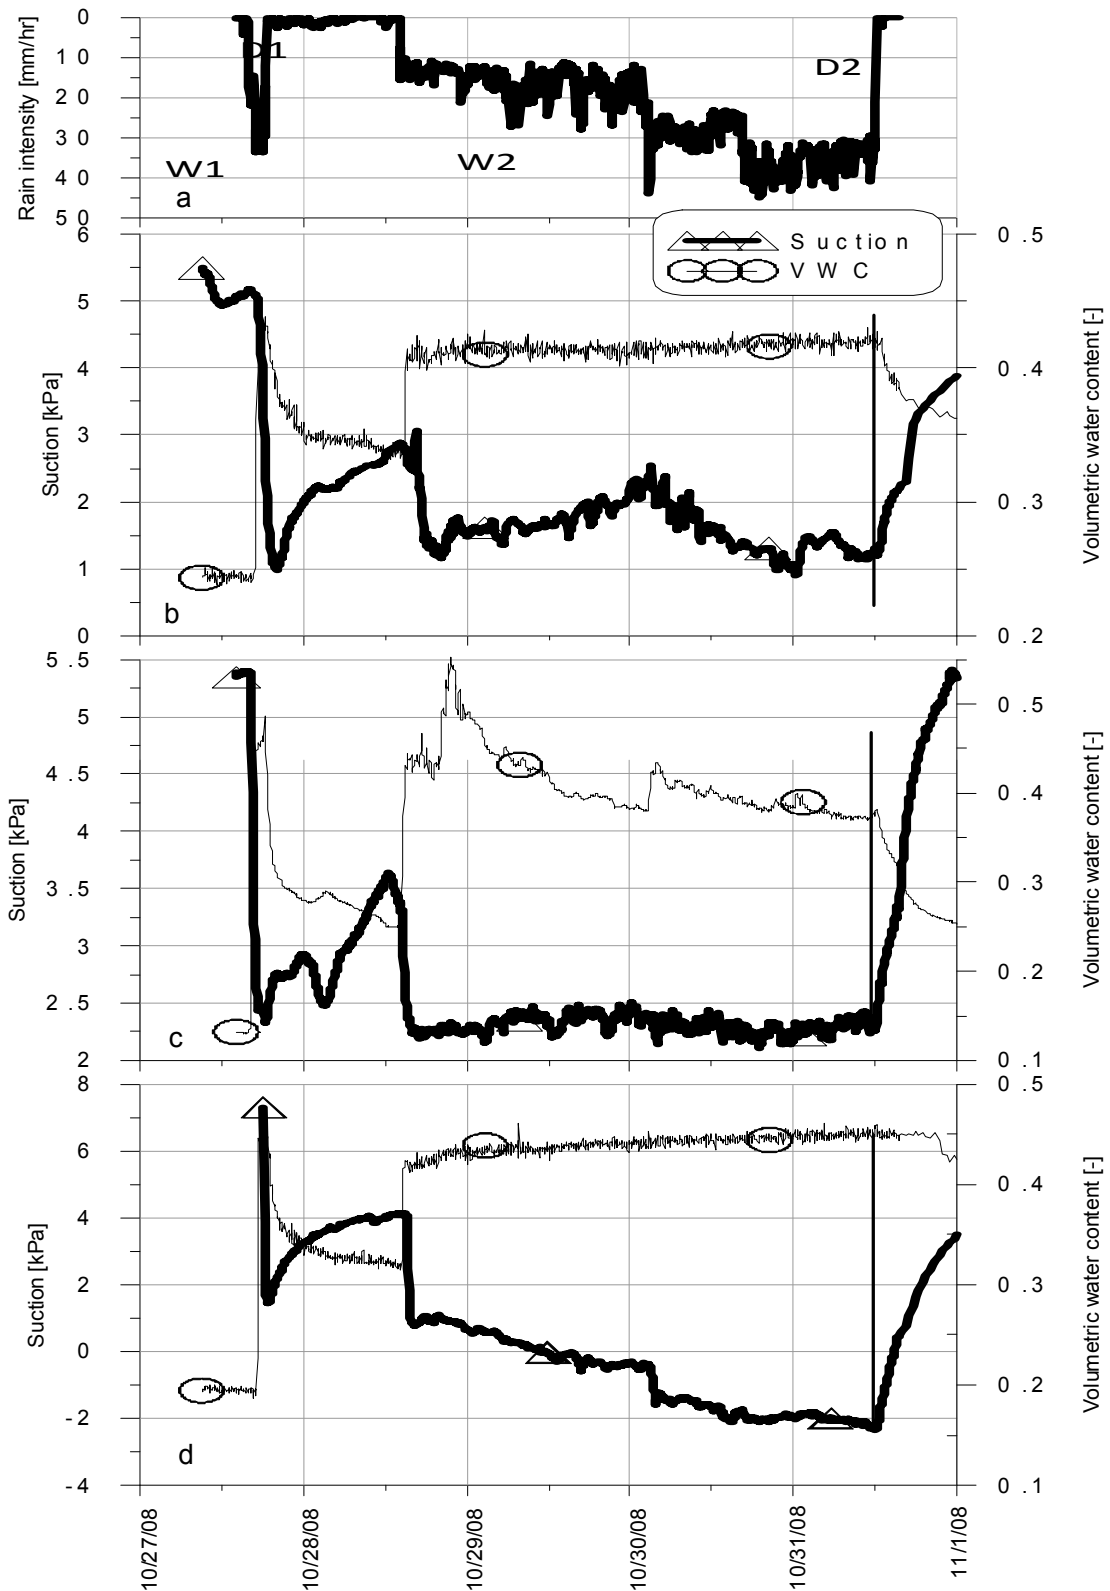 0
10
20
30
40
50
Rain intensity [mm/hr]
D1
D2
W1
W2
a
Suction
VWC
6
5
4
3
2
1
0
Suction [kPa]
b
0.5
0.4
0.3
0.2
Volumetric water content [-]
5.5
5
4.5
4
3.5
3
2.5
2
Suction [kPa]
c
0.5
0.4
0.3
0.2
0.1
Volumetric water content [-]
8
6
4
2
0
-2
-4
Suction [kPa]
d
0.5
0.4
0.3
0.2
0.1
Volumetric water content [-]
10/27/08
10/28/08
10/29/08
10/30/08
10/31/08
11/1/08